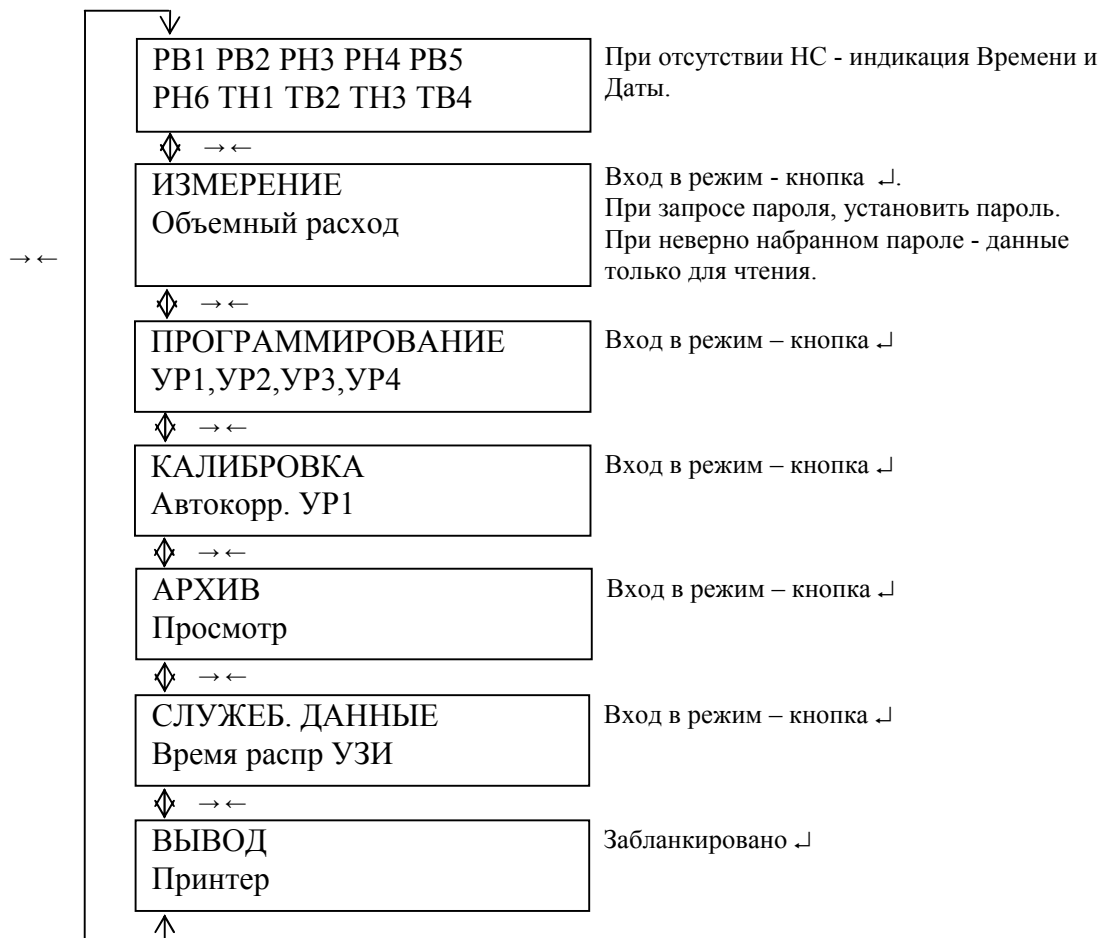 РВ1 РВ2 РН3 РН4 РВ5
РН6 ТН1 ТВ2 ТН3 ТВ4
При отсутствии НС - индикация Времени и
Даты.
→ ←
ИЗМЕРЕНИЕ
Объемный расход
Вход в режим - кнопка ↵.
При запросе пароля, установить пароль.
При неверно набранном пароле - данные
только для чтения.
→ ←
→ ←
ПРОГРАММИРОВАНИЕ
УР1,УР2,УР3,УР4
Вход в режим – кнопка ↵
→ ←
КАЛИБРОВКА
Автокорр. УР1
Вход в режим – кнопка ↵
→ ←
АРХИВ
Просмотр
Вход в режим – кнопка ↵
→ ←
СЛУЖЕБ. ДАННЫЕ
Время распр УЗИ
Вход в режим – кнопка ↵
→ ←
ВЫВОД
Принтер
Забланкировано ↵